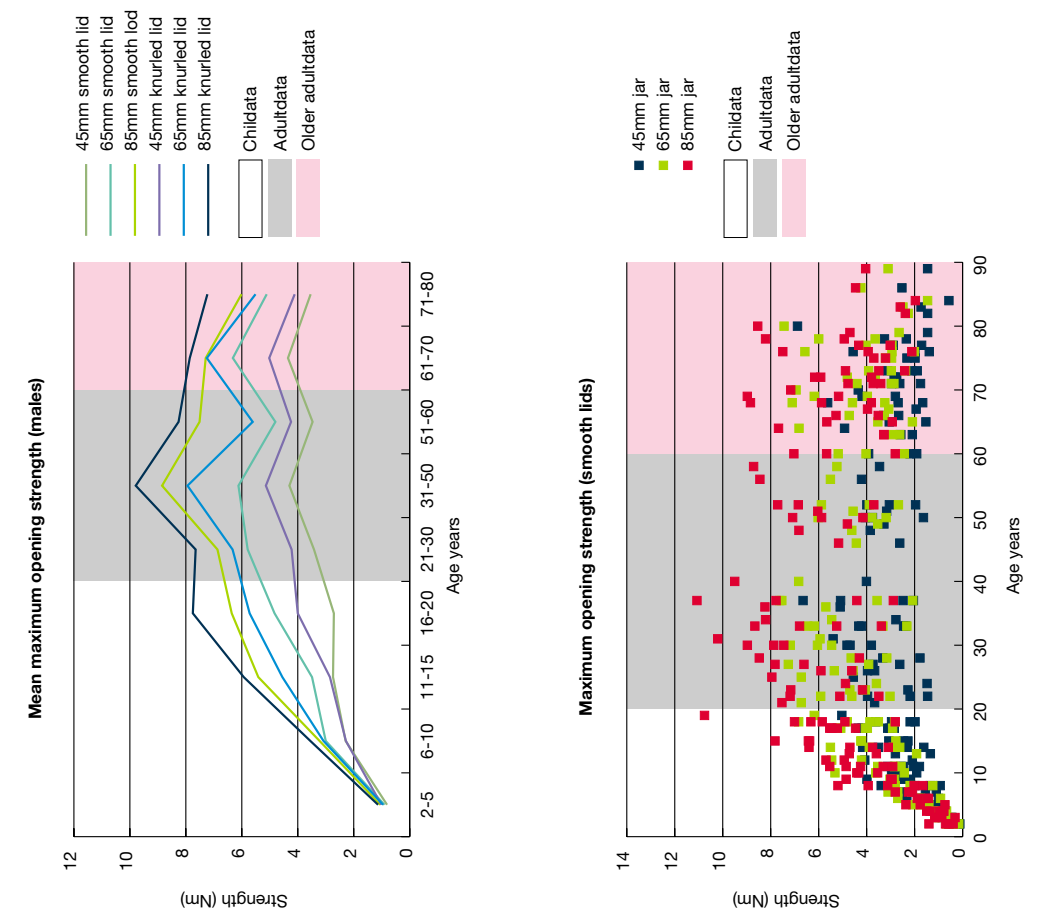 Mean maximum opening strength (males)
Strength (Nm)
12
10
8
6
4
2
0
2-5
6-10
11-15
16-20
21-30
31-50
51-60
61-70
71-80
Age years
45mm smooth lid
65mm smooth lid
85mm smooth lod
45mm knurled lid
65mm knurled lid
85mm knurled lid
Childata
Adultdata
Older adultdata
Maximum opening strength (smooth lids)
Strength (Nm)
14
12
10
8
6
4
2
0
0
10
20
30
40
50
60
70
80
90
Age years
45mm jar
65mm jar
85mm jar
Childata
Adultdata
Older adultdata